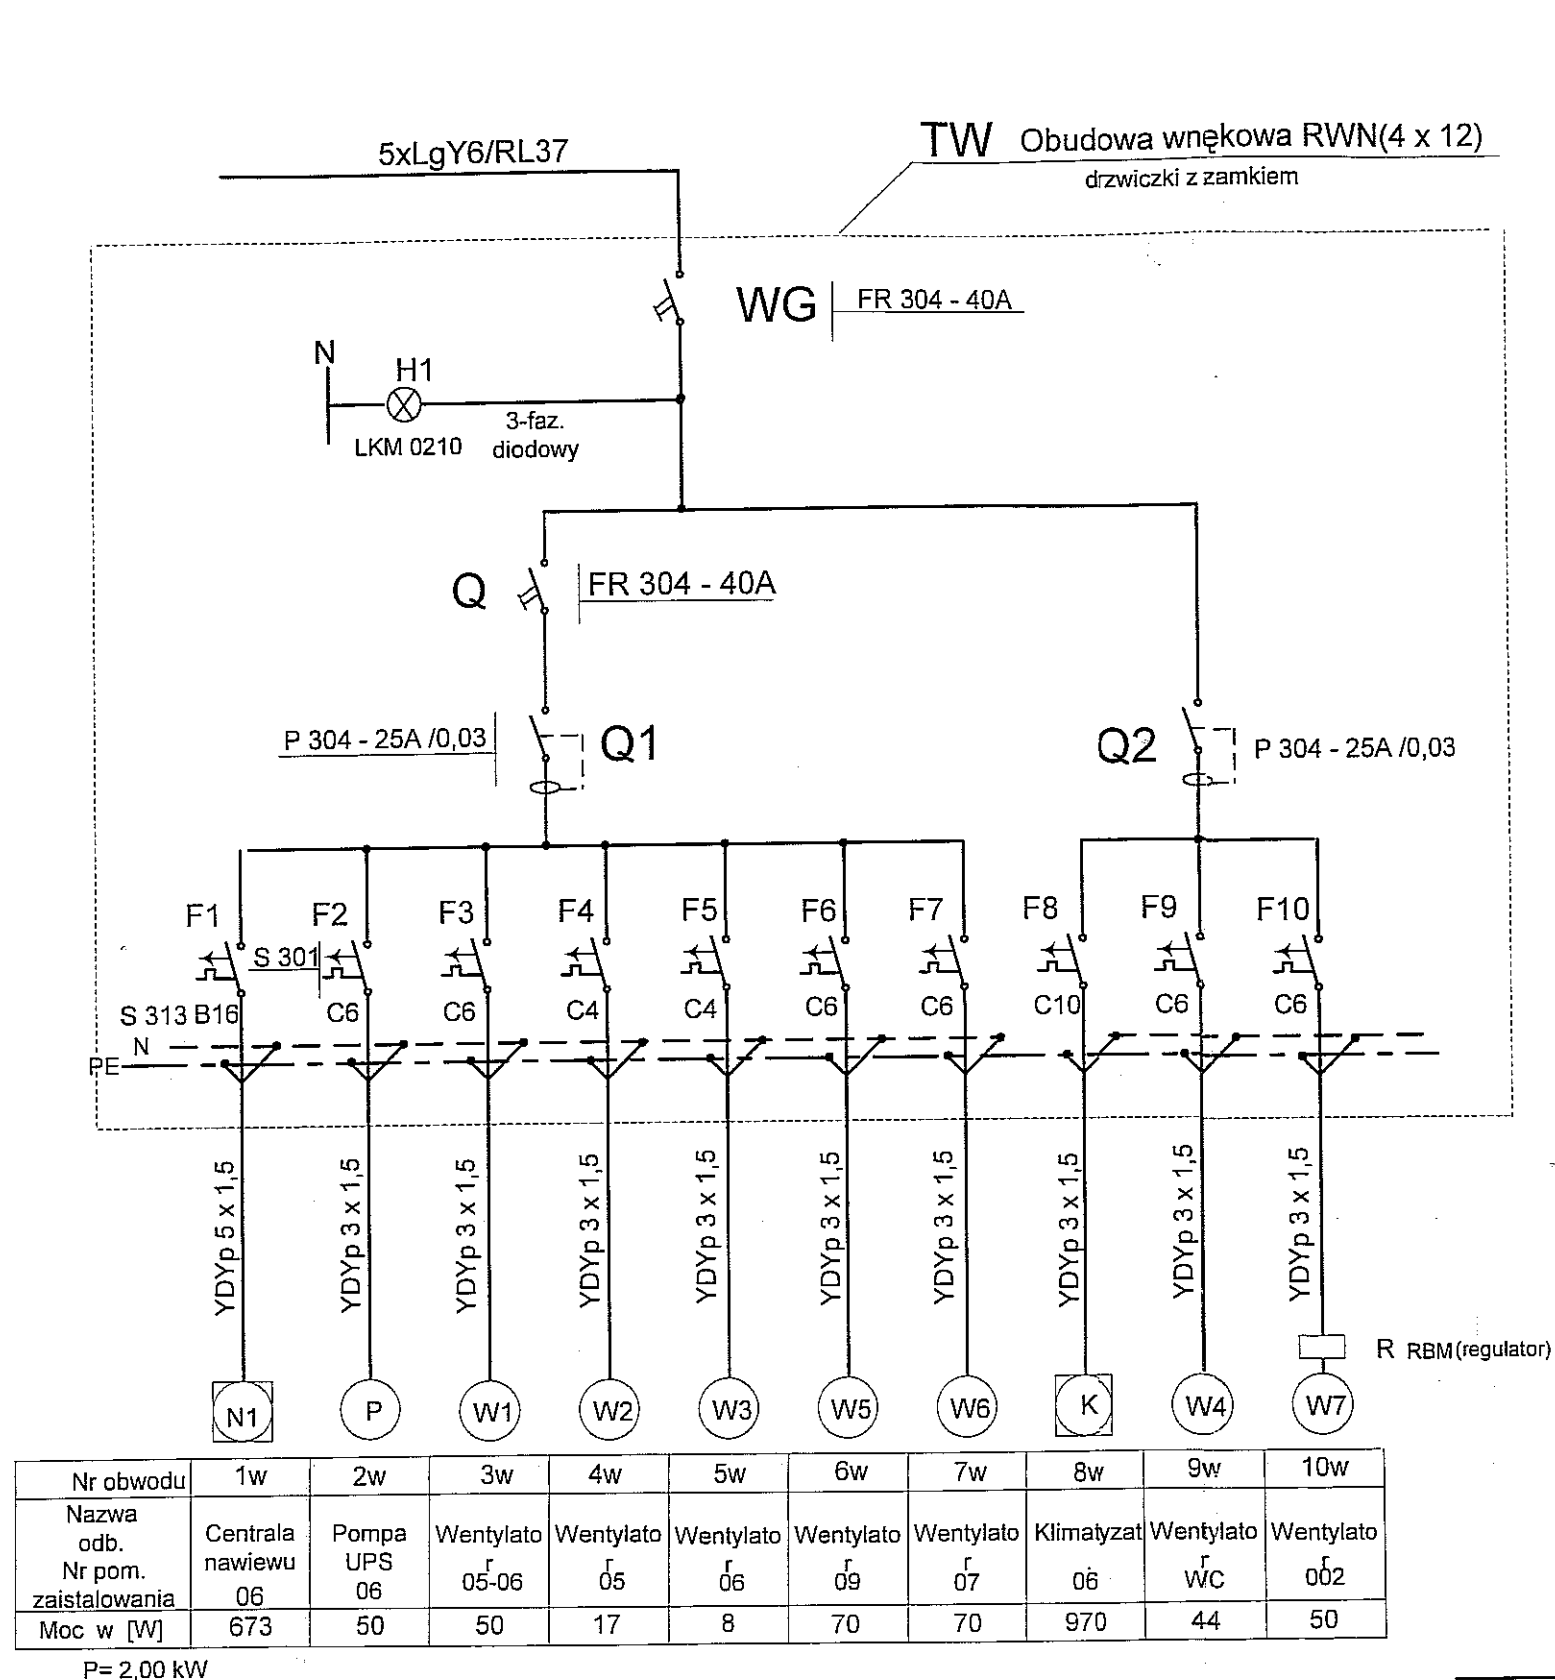 5xLgY6/RL37
TW Obudowa wnękowa RWN(4 x 12)
drzwiczki z zamkiem
WG FR 304 - 40A
N
H1
3-faz.
LKM 0210 diodowy
Q FR 304 - 40A
P 304 - 25A /0,03 Q1
Q2 P 304 - 25A /0,03
F1 F2 F3 F4 F5 F6 F7 F8 F9 F10
S 301
S 313 B16 C6 C6 C4 C4 C6 C6 C10 C6 C6
N
PE
YDYp 5 x 1,5
YDYp 3 x 1,5
YDYp 3 x 1,5
YDYp 3 x 1,5
YDYp 3 x 1,5
YDYp 3 x 1,5
YDYp 3 x 1,5
YDYp 3 x 1,5
YDYp 3 x 1,5
YDYp 3 x 1,5
R RBM(regulator)
N1 P W1 W2 W3 W5 W6 K W4 W7
Nr obwodu 1w 2w 3w 4w 5w 6w 7w 8w 9w 10w
Nazwa
odb.
Nr pom.
zaistalowania
Centrala
nawiewu
06
Pompa
UPS
06
Wentylato
r
05-06
Wentylato
r
05
Wentylato
r
06
Wentylato
r
09
Wentylato
r
07
Klimatyzat
06
Wentylato
r
WC
Wentylato
r
002
Moc w [W] 673 50 50 17 8 70 70 970 44 50
P= 2,00 kW